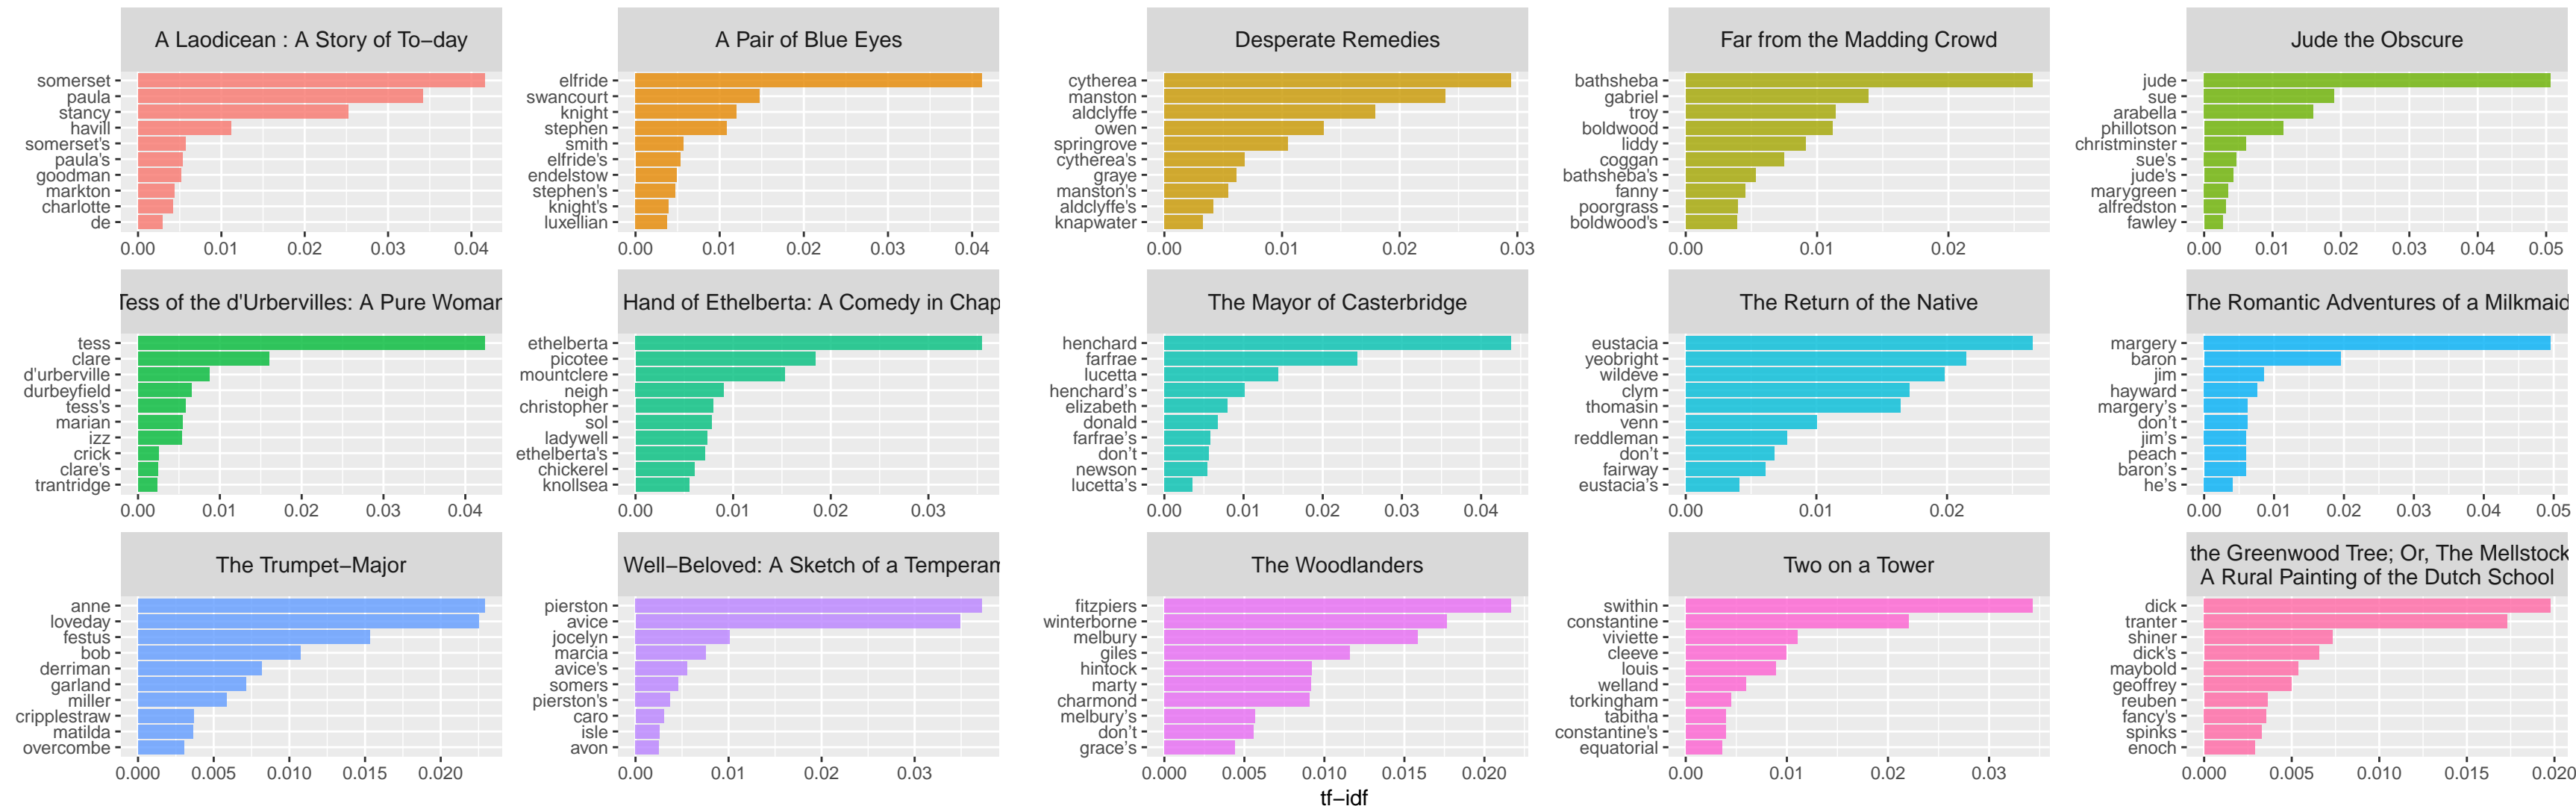 A Laodicean : A Story of To−day
somerset
paula
stancy
havill
somerset's
paula's
goodman
markton
charlotte
de
0.00 0.01 0.02 0.03 0.04
A Pair of Blue Eyes
elfride
swancourt
knight
stephen
smith
elfride's
endelstow
stephen's
knight's
luxellian
0.00 0.01 0.02 0.03 0.04
Desperate Remedies
cytherea
manston
aldclyffe
owen
springrove
cytherea's
graye
manston's
aldclyffe's
knapwater
0.00 0.01 0.02 0.03
Far from the Madding Crowd
bathsheba
gabriel
troy
boldwood
liddy
coggan
bathsheba's
fanny
poorgrass
boldwood's
0.00 0.01 0.02
Jude the Obscure
jude
sue
arabella
phillotson
christminster
sue's
jude's
marygreen
alfredston
fawley
0.00 0.01 0.02 0.03 0.04 0.05
Tess of the d'Urbervilles: A Pure Woman
tess
clare
d'urberville
durbeyfield
tess's
marian
izz
crick
clare's
trantridge
0.00 0.01 0.02 0.03 0.04
Hand of Ethelberta: A Comedy in Chap
ethelberta
picotee
mountclere
neigh
christopher
sol
ladywell
ethelberta's
chickerel
knollsea
0.00 0.01 0.02 0.03
The Mayor of Casterbridge
henchard
farfrae
lucetta
henchard’s
elizabeth
donald
farfrae’s
don’t
newson
lucetta’s
0.00 0.01 0.02 0.03 0.04
The Return of the Native
eustacia
yeobright
wildeve
clym
thomasin
venn
reddleman
don’t
fairway
eustacia’s
0.00 0.01 0.02
The Romantic Adventures of a Milkmaid
margery
baron
jim
hayward
margery’s
don’t
jim’s
peach
baron’s
he’s
0.00 0.01 0.02 0.03 0.04 0.05
The Trumpet−Major
anne
loveday
festus
bob
derriman
garland
miller
cripplestraw
matilda
overcombe
0.000 0.005 0.010 0.015 0.020
Well−Beloved: A Sketch of a Temperam
pierston
avice
jocelyn
marcia
avice's
somers
pierston's
caro
isle
avon
0.00 0.01 0.02 0.03
The Woodlanders
fitzpiers
winterborne
melbury
giles
hintock
marty
charmond
melbury’s
don’t
grace’s
0.000 0.005 0.010 0.015 0.020
Two on a Tower
swithin
constantine
viviette
cleeve
louis
welland
torkingham
tabitha
constantine's
equatorial
0.00 0.01 0.02 0.03
the Greenwood Tree; Or, The Mellstock
A Rural Painting of the Dutch School
dick
tranter
shiner
dick's
maybold
geoffrey
reuben
fancy's
spinks
enoch
0.000 0.005 0.010 0.015 0.020
tf−idf